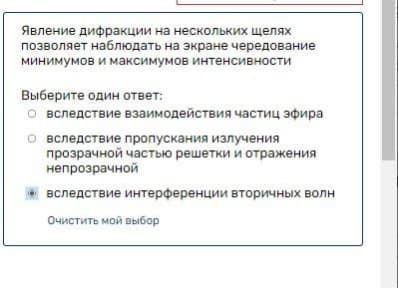 Явление дифракции на нескольких щелях
позволяет наблюдать на экране чередование
минимумов и максимумов интенсивности
Выберите один ответ:
вследствие взаимодействия частиц эфира
вследствие пропускания излучения
прозрачной частью решетки и отражения
непрозрачной
вследствие интерференции вторичных волн
Очистить мой выбор